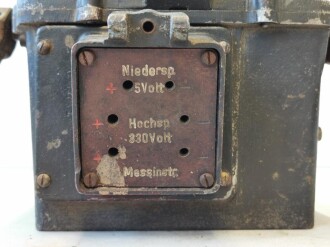 Niedersp.
+ 5Volt -
+ Hochsp -
330Volt
+ -
Messinstr.